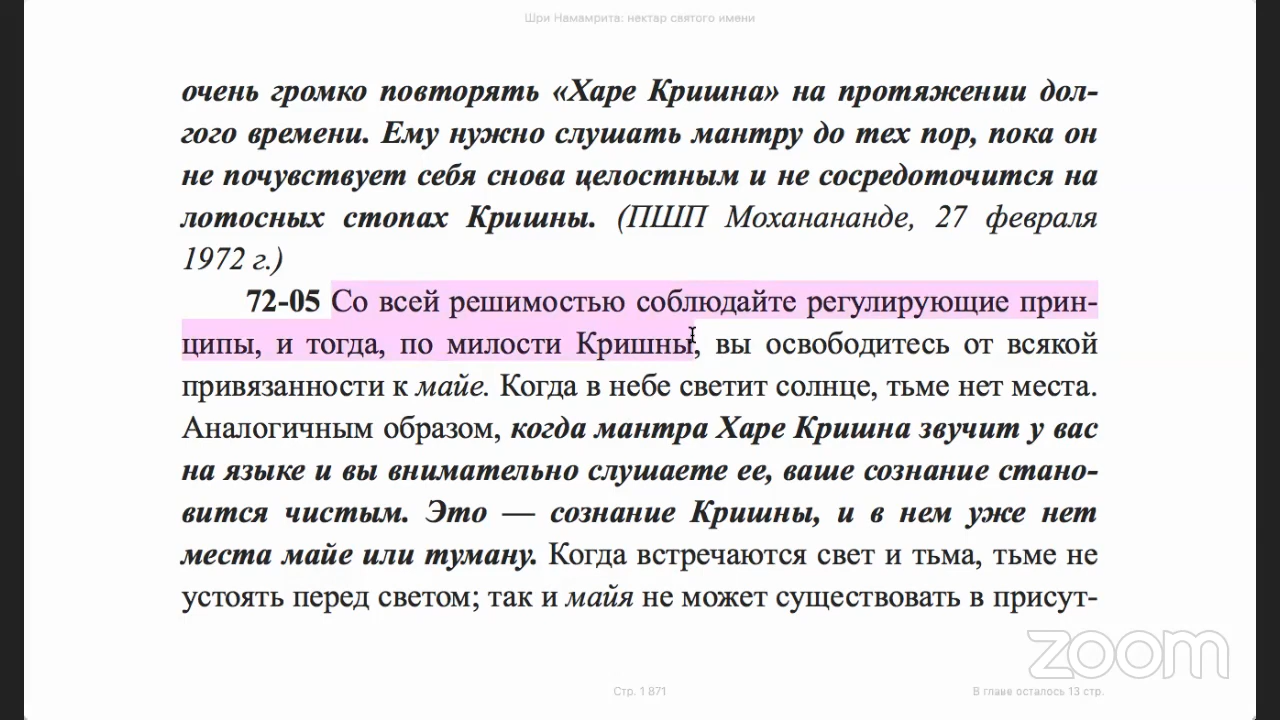 Шри Намамрита: нектар святого имени
очень громко повторять «Харе Кришна» на протяжении дол-
гого времени. Ему нужно слушать мантру до тех пор, пока он
не почувствует себя снова целостным и не сосредоточится на
лотосных стопах Кришны. (ПШП Моханананде, 27 февраля
1972 г.)
72-05 Со всей решимостью соблюдайте регулирующие прин-
ципы, и тогда, по милости Кришны, вы освободитесь от всякой
привязанности к майе. Когда в небе светит солнце, тьме нет места.
Аналогичным образом, когда мантра Харе Кришна звучит у вас
на языке и вы внимательно слушаете ее, ваше сознание стано-
вится чистым. Это — сознание Кришны, и в нем уже нет
места майе или туману. Когда встречаются свет и тьма, тьме не
устоять перед светом; так и майя не может существовать в присут-
zoom
Стр. 1 871
В главе осталось 13 стр.